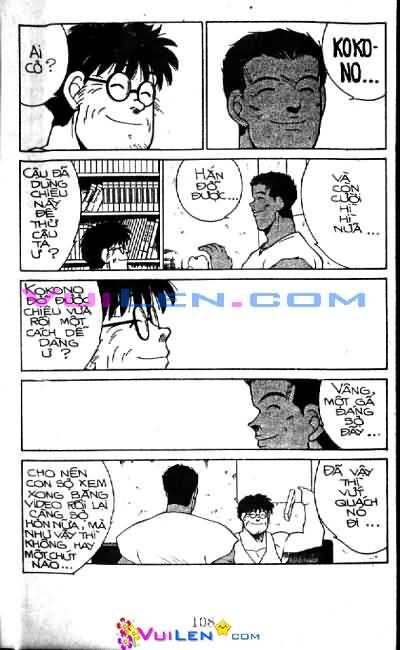 AI
CƠ?
KOKO-
NO...
CẬU ĐÃ
DÙNG
CHIÊU
NÀY
ĐỂ
THỬ
CẬU
TA
Ư?
HẮN
ĐỠ
ĐƯỢC...
VÀ
CÒN
CƯỜI
HÌ
HÌ
NỮA...
KOKONO
ĐỠ ĐƯỢC
CHIÊU VỪA
RỒI MỘT
CÁCH DỄ
DÀNG
Ư?
VUILEN.COM
VÂNG,
MỘT GÃ
ĐÁNG
SỢ
ĐẤY...
CHO NÊN
CON SỢ XEM
XONG BĂNG
VIDEO RỒI LẠI
CÀNG SỢ
HƠN NỮA, MÀ
NHƯ VẬY THÌ
KHÔNG HAY
MỘT CHÚT
NÀO...
ĐÃ VẬY
THÌ
VỨT
QUÁCH
NÓ
ĐI...
108
VUILEN.COM